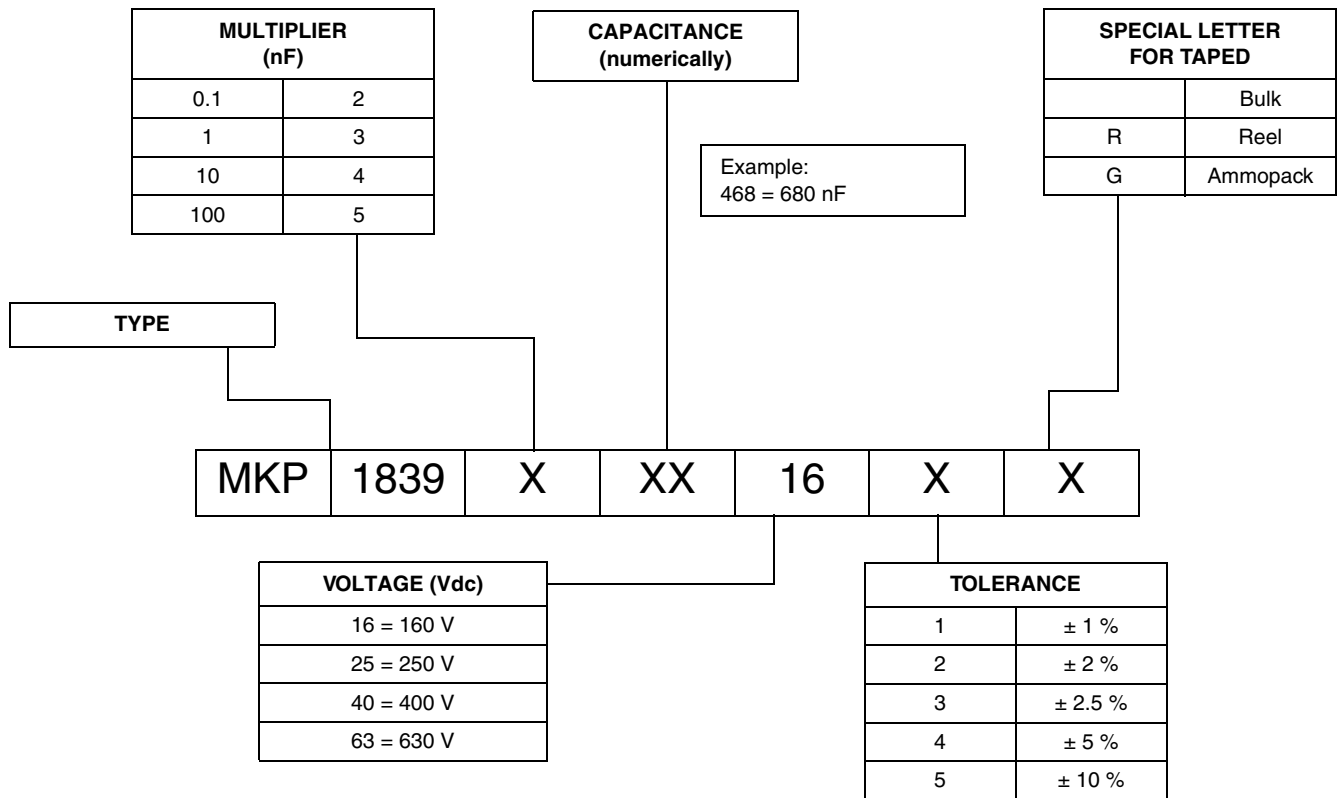 MULTIPLIER
(nF)
0.1 2
1 3
10 4
100 5
CAPACITANCE
(numerically)
Example:
468 = 680 nF
SPECIAL LETTER
FOR TAPED
Bulk
R Reel
G Ammopack
TYPE
MKP 1839 X XX 16 X X
VOLTAGE (Vdc)
16 = 160 V
25 = 250 V
40 = 400 V
63 = 630 V
TOLERANCE
1 ± 1 %
2 ± 2 %
3 ± 2.5 %
4 ± 5 %
5 ± 10 %